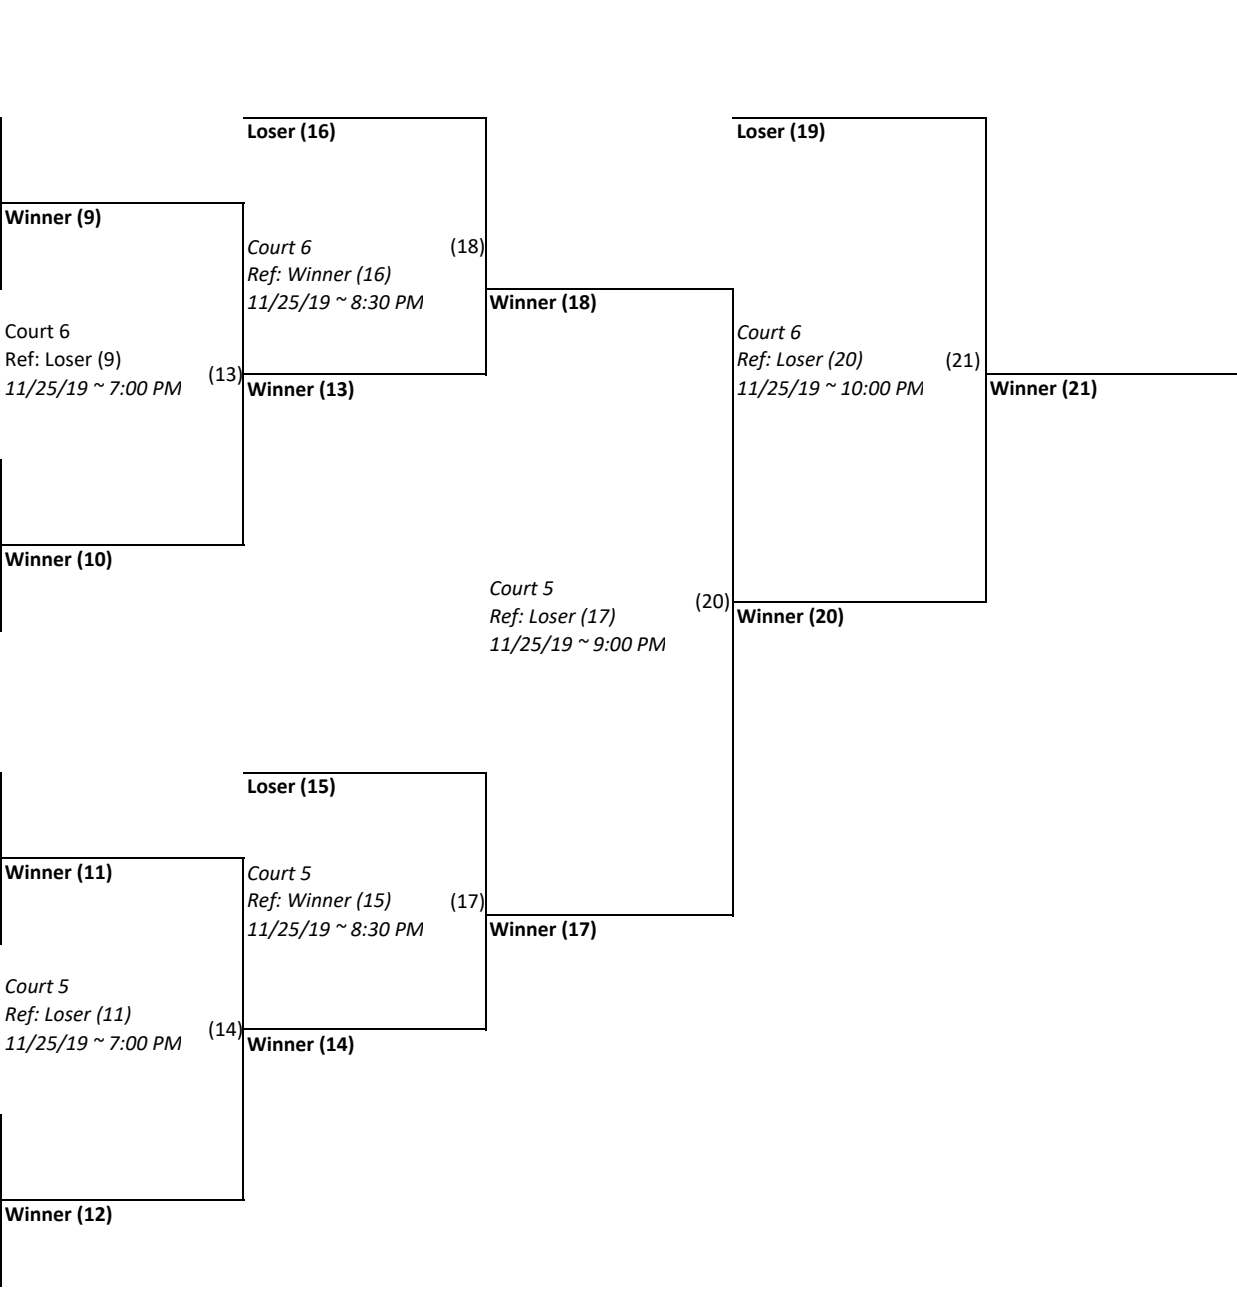 Loser (16)
Loser (19)
Winner (9)
Court 6
Ref: Winner (16)
11/25/19 ~ 8:30 PM
(18)
Winner (18)
Court 6
Ref: Loser (9)
11/25/19 ~ 7:00 PM
(13)
Winner (13)
Court 6
Ref: Loser (20)
11/25/19 ~ 10:00 PM
(21)
Winner (21)
Winner (10)
Court 5
Ref: Loser (17)
11/25/19 ~ 9:00 PM
(20)
Winner (20)
Loser (15)
Winner (11)
Court 5
Ref: Winner (15)
11/25/19 ~ 8:30 PM
(17)
Winner (17)
Court 5
Ref: Loser (11)
11/25/19 ~ 7:00 PM
(14)
Winner (14)
Winner (12)